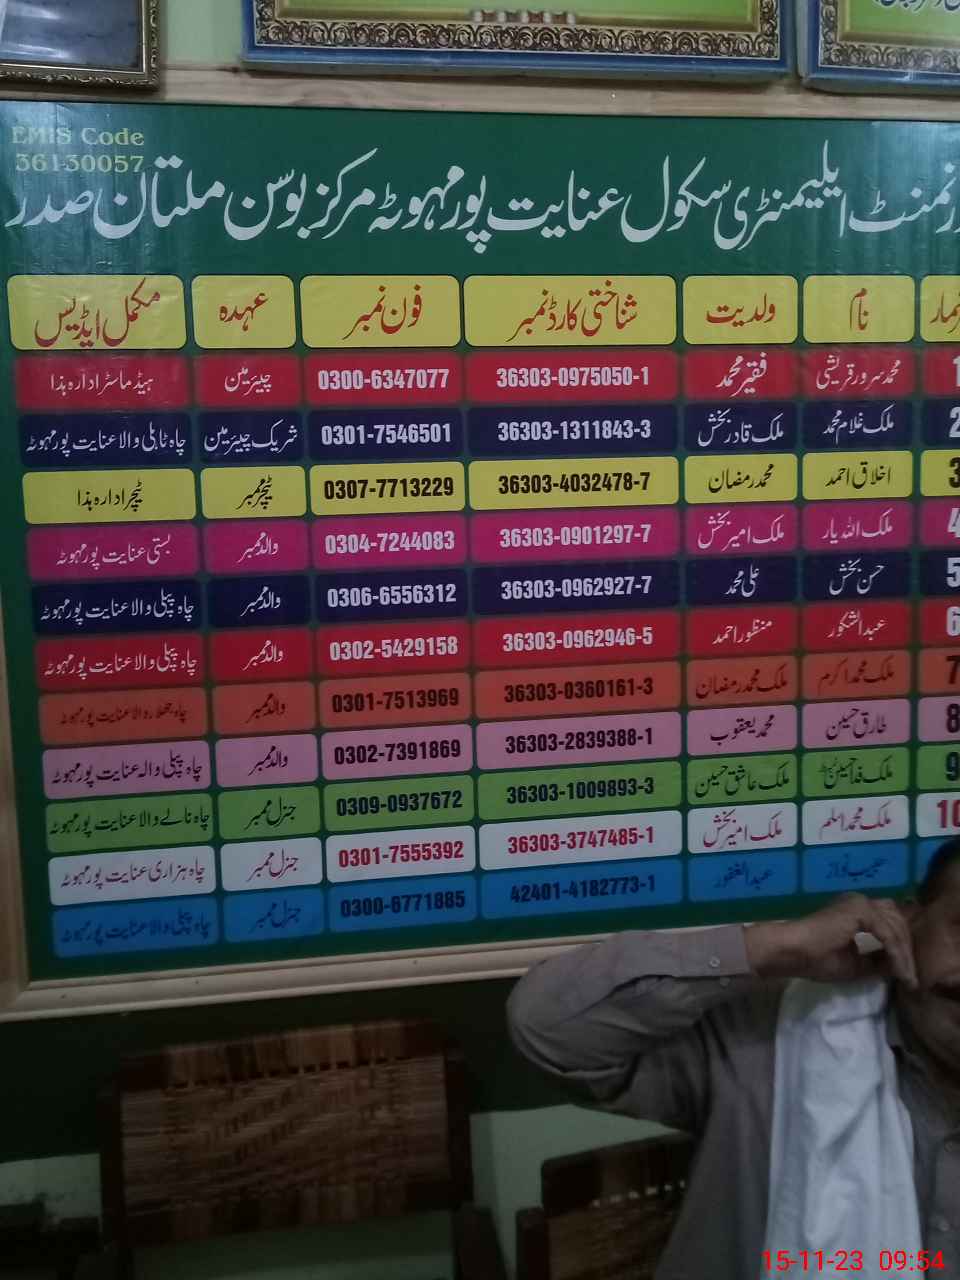 EMIS Code
36130057
رنمنٹ ایلیمنٹری سکول عنایت پور مہوٹہ مرکز بوسن ملتان صدر
نام ولدیت شناختی کارڈ نمبر فون نمبر عہدہ مکمل ایڈیس
1 محمد سرور قریشی فقیر محمد 36303-0975050-1 0300-6347077 چیئرمین ہیڈ ماسٹر ادارہ ہذا
2 ملک غلام محمد ملک قادر بخش 36303-1311843-3 0301-7546501 شریک چیئرمین چاہ ٹاہلی والا عنایت پور مہوٹہ
3 اخلاق احمد محمد رمضان 36303-4032478-7 0307-7713229 ٹیچر ممبر ٹیچر ادارہ ہذا
4 ملک اللہ یار ملک امیر بخش 36303-0901297-7 0304-7244083 والد ممبر بستی عنایت پور مہوٹہ
5 حسن بخش علی محمد 36303-0962927-7 0306-6556312 والد ممبر چاہ پپلی والا عنایت پور مہوٹہ
6 عبدالشکور منظور احمد 36303-0962946-5 0302-5429158 والد ممبر چاہ پپلی والا عنایت پور مہوٹہ
7 ملک محمد اکرم ملک محمد رمضان 36303-0360161-3 0301-7513969 والد ممبر چاہ والا عنایت پور مہوٹہ
8 طارق حسین محمد یعقوب 36303-2839388-1 0302-7391869 والد ممبر چاہ پپلی والہ عنایت پور مہوٹہ
9 ملک فدا حسین ملک عاشق حسین 36303-1009893-3 0309-0937672 جنرل ممبر چاہ نالے والا عنایت پور مہوٹہ
10 ملک محمد اسلم ملک امیر بخش 36303-3747485-1 0301-7555392 جنرل ممبر چاہ ہزاری عنایت پور مہوٹہ
حبیب نواز عبدالغفور 42401-4182773-1 0300-6771885 جنرل ممبر چاہ پپلی والا عنایت پور مہوٹہ
15-11-23 09:54